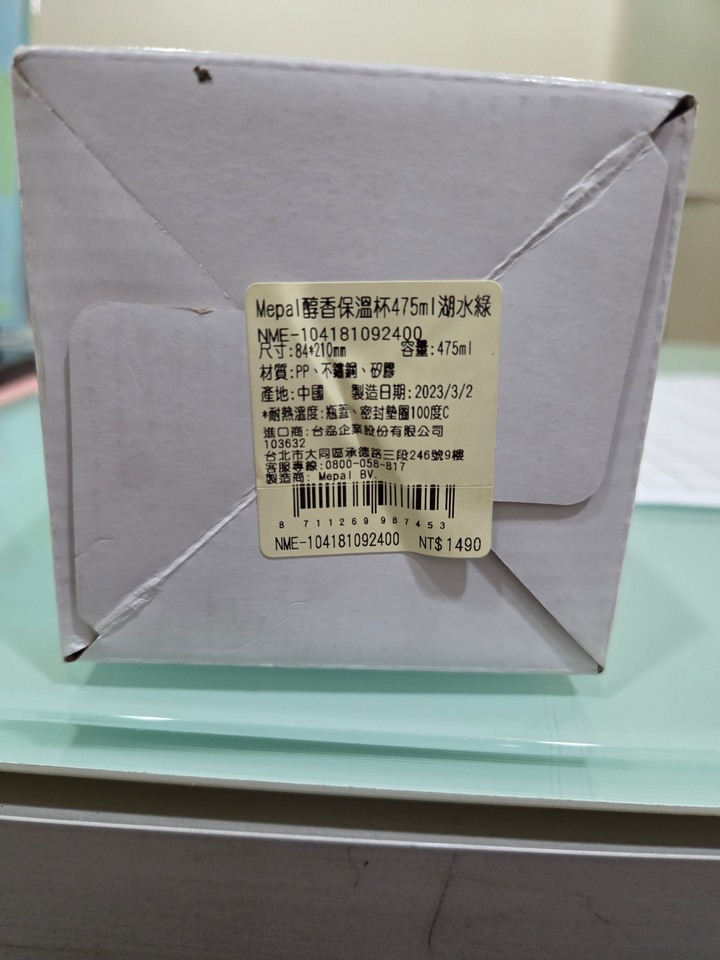 Mepal醇香保溫杯475ml湖水綠
NME-104181092400
尺寸:84*210mm 容量:475ml
材質:PP、不鏽鋼、矽膠
產地:中國 製造日期:2023/3/2
*耐熱溫度:瓶蓋、密封墊圈100度C
進口商:台盈企業股份有限公司
103632
台北市大同區承德路三段246號9樓
客服專線:0800-058-817
製造商: Mepal BV.
8 711269 987453
NME-104181092400 NT$1490